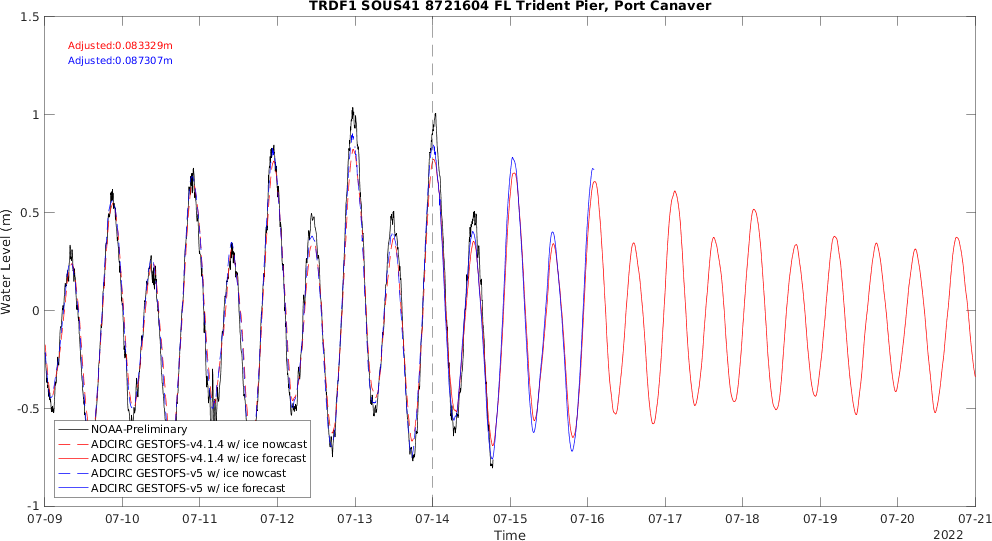 TRDF1 SOUS41 8721604 FL Trident Pier, Port Canaver
Adjusted:0.083329m
Adjusted:0.087307m
Water Level (m)
1.5
1
0.5
0
-0.5
-1
NOAA-Preliminary
ADCIRC GESTOFS-v4.1.4 w/ ice nowcast
ADCIRC GESTOFS-v4.1.4 w/ ice forecast
ADCIRC GESTOFS-v5 w/ ice nowcast
ADCIRC GESTOFS-v5 w/ ice forecast
07-09 07-10 07-11 07-12 07-13 07-14 07-15 07-16 07-17 07-18 07-19 07-20 07-21
Time
2022